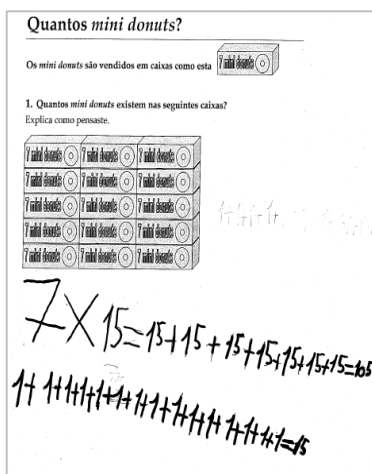 Quantos mini donuts?
Os mini donuts são vendidos em caixas como esta
7 mini donuts
1. Quantos mini donuts existem nas seguintes caixas?
Explica como pensaste.
7 mini donuts 7 mini donuts 7 mini donuts
7 mini donuts 7 mini donuts 7 mini donuts
7 mini donuts 7 mini donuts 7 mini donuts
7 mini donuts 7 mini donuts 7 mini donuts
7 mini donuts 7 mini donuts 7 mini donuts
7×15=15+15+15+15+15+15+15=105
1+1+1+1+1+1+1+1+1+1+1+1+1+1+1=15